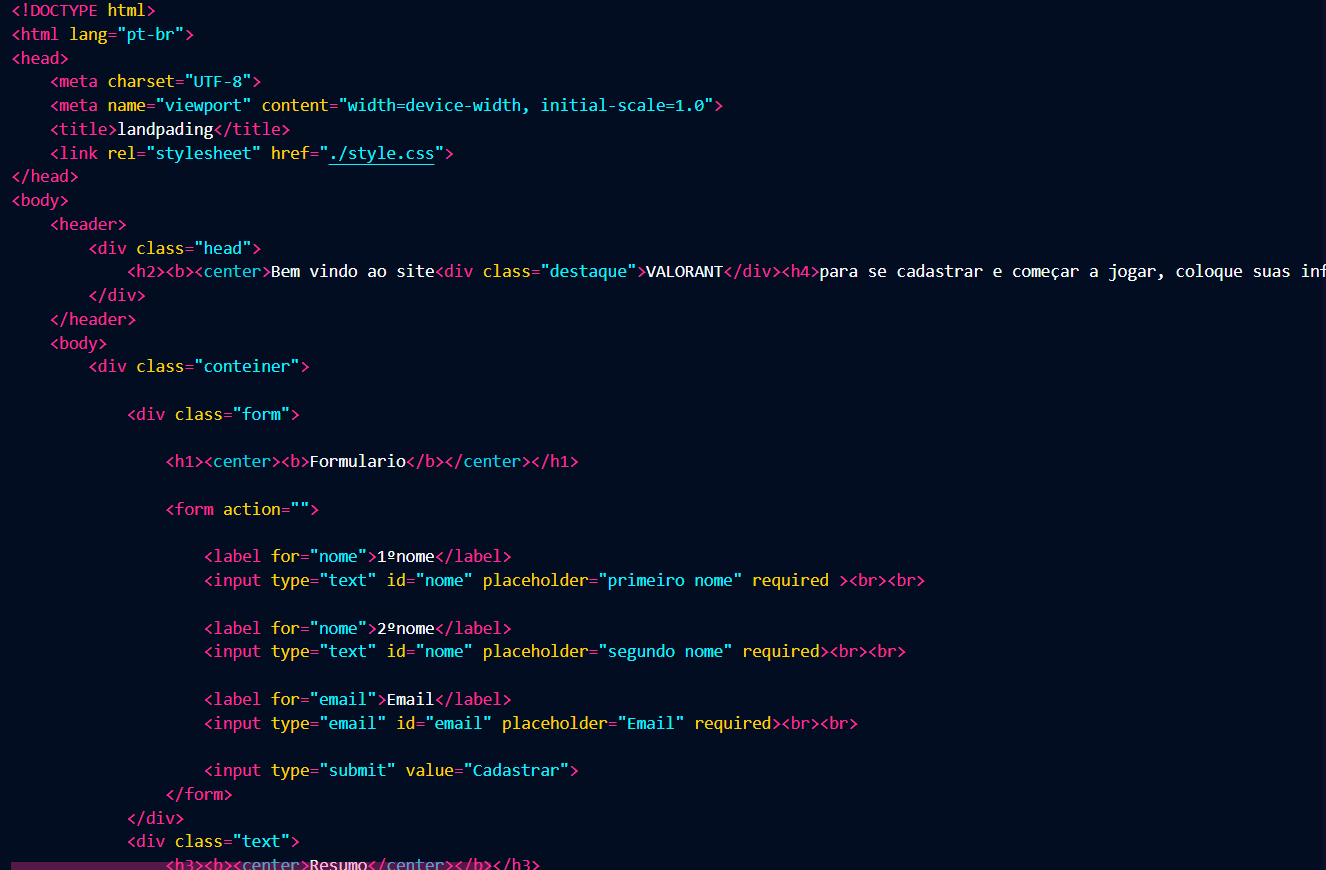 <!DOCTYPE html>
<html lang="pt-br">
<head>
    <meta charset="UTF-8">
    <meta name="viewport" content="width=device-width, initial-scale=1.0">
    <title>landpading</title>
    <link rel="stylesheet" href="./style.css">
</head>
<body>
    <header>
        <div class="head">
            <h2><b><center>Bem vindo ao site<div class="destaque">VALORANT</div><h4>para se cadastrar e começar a jogar, coloque suas inf
        </div>
    </header>
    <body>
        <div class="conteiner">
            <div class="form">
                <h1><center><b>Formulario</b></center></h1>
                <form action="">
                    <label for="nome">1ºnome</label>
                    <input type="text" id="nome" placeholder="primeiro nome" required ><br><br>
                    <label for="nome">2ºnome</label>
                    <input type="text" id="nome" placeholder="segundo nome" required><br><br>
                    <label for="email">Email</label>
                    <input type="email" id="email" placeholder="Email" required><br><br>
                    <input type="submit" value="Cadastrar">
                </form>
            </div>
            <div class="text">
                <h3><b><center>Resumo</center></b></h3>